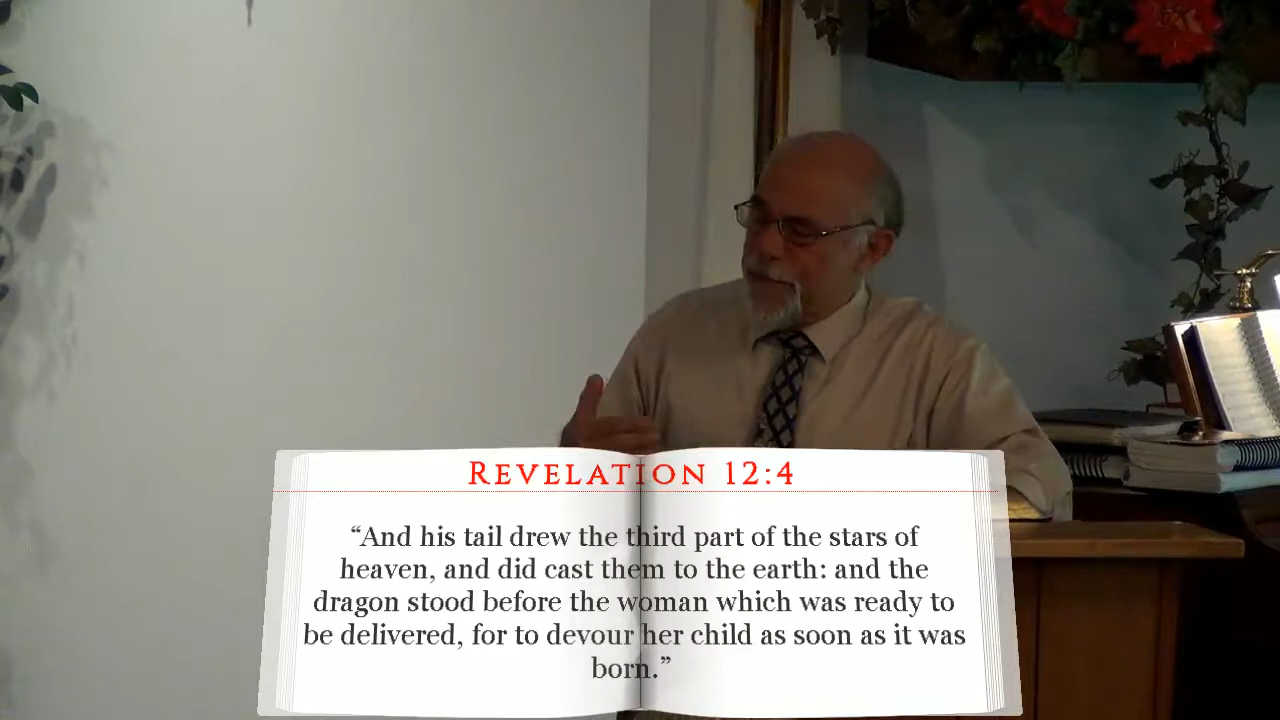 REVELATION 12:4
“And his tail drew the third part of the stars of
heaven, and did cast them to the earth: and the
dragon stood before the woman which was ready to
be delivered, for to devour her child as soon as it was
born.”